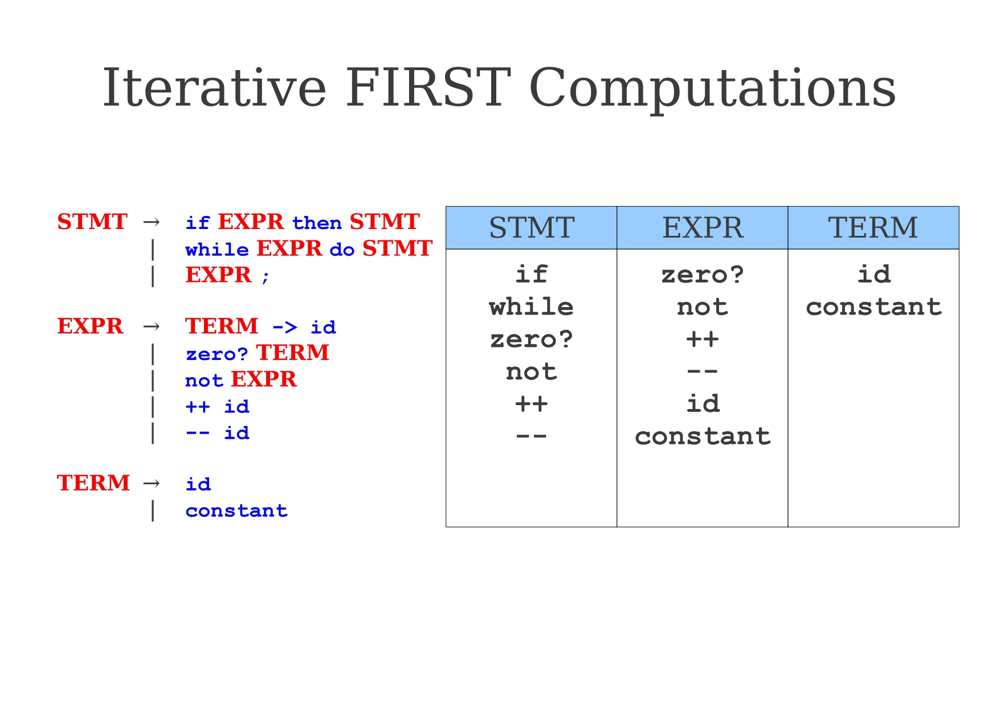 Iterative FIRST Computations
STMT → if EXPR then STMT
| while EXPR do STMT
| EXPR ;
EXPR → TERM -> id
| zero? TERM
| not EXPR
| ++ id
| -- id
TERM → id
| constant
STMT EXPR TERM
if zero? id
while not constant
zero? ++
not --
++ id
-- constant